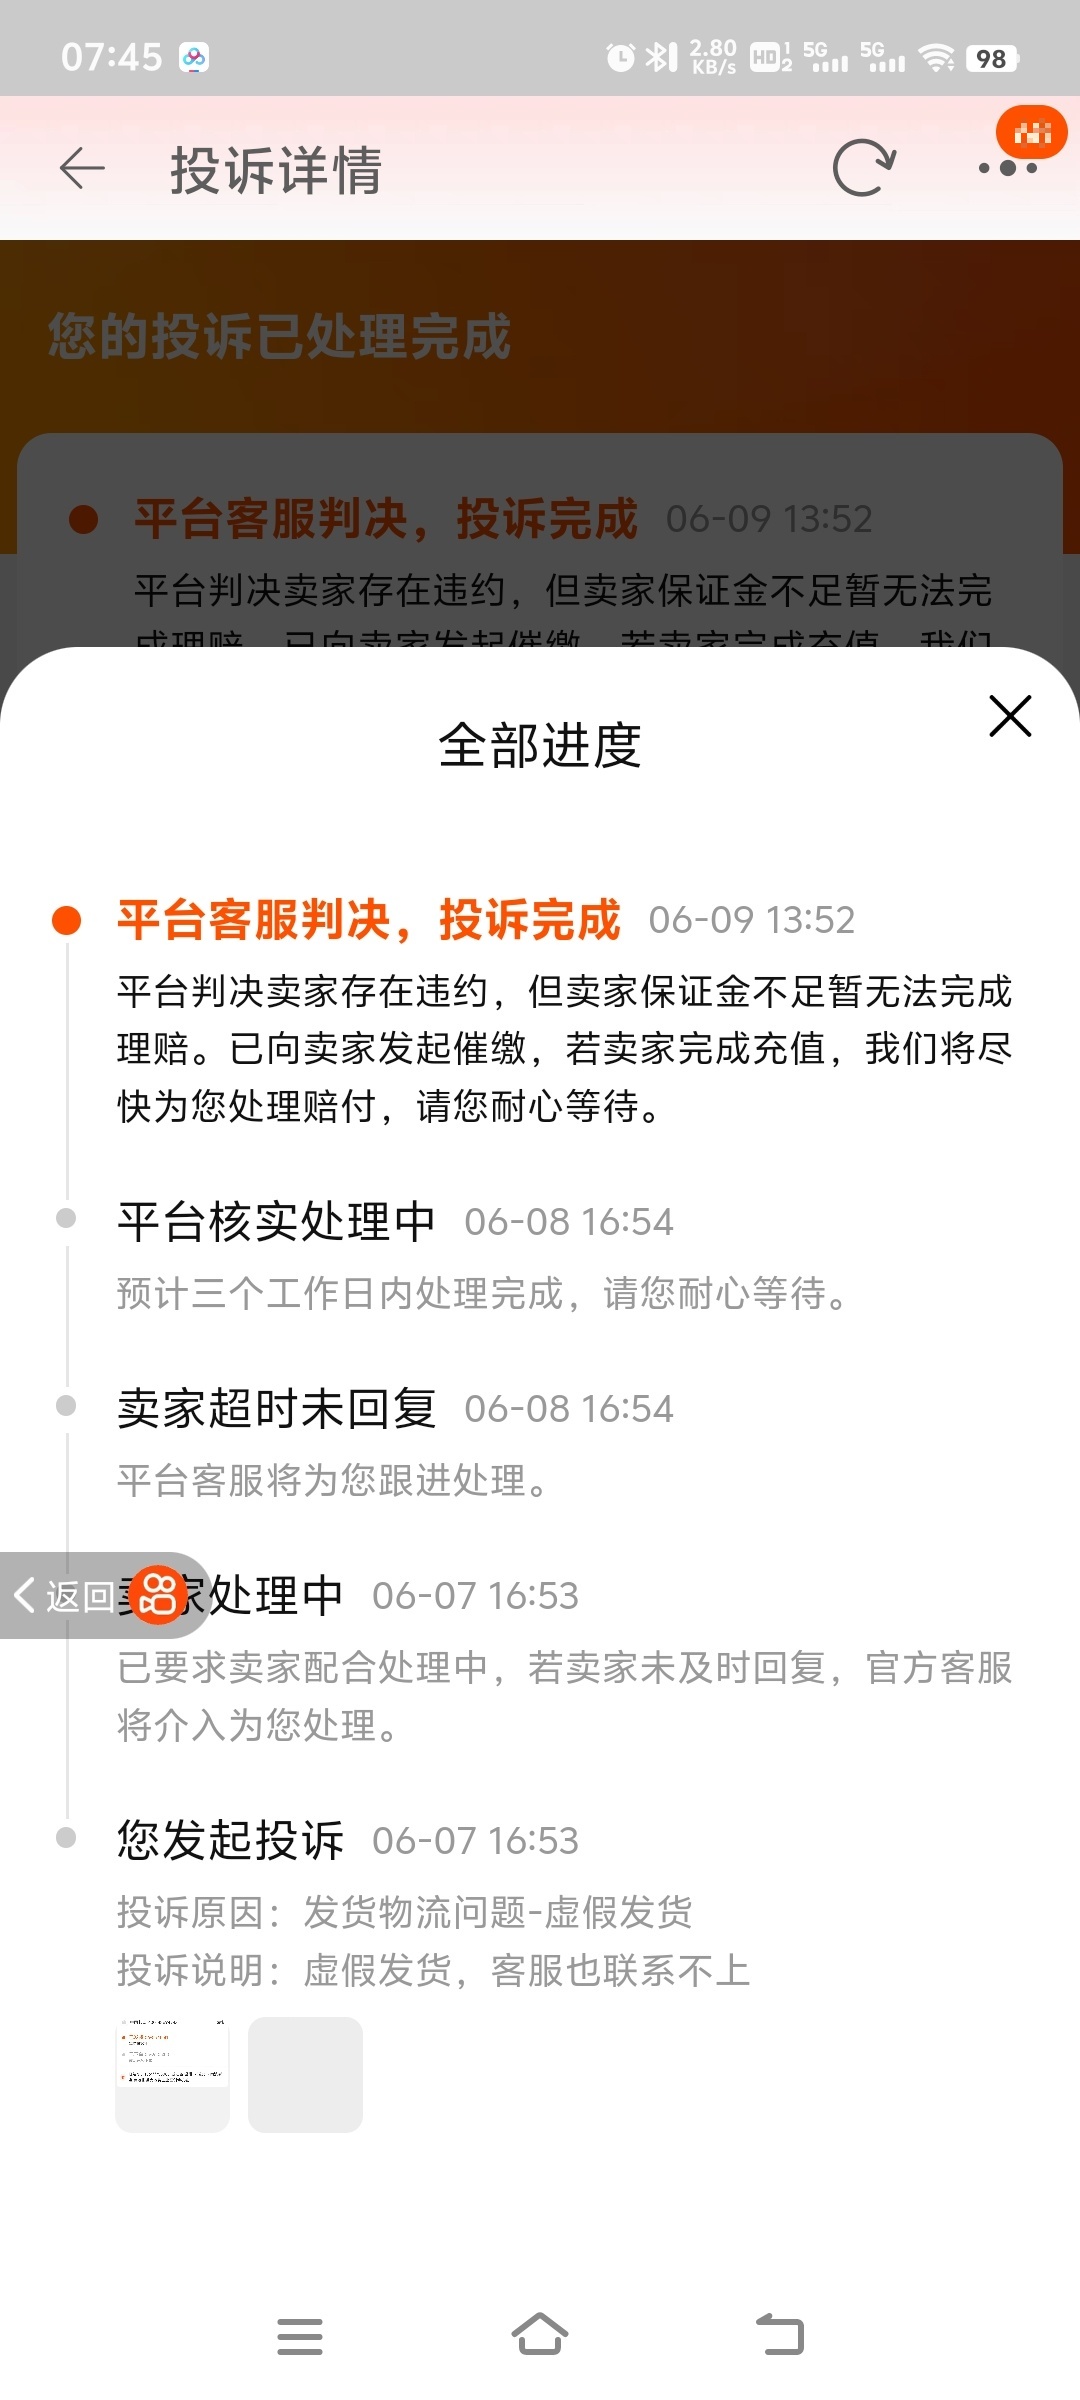 07:45
2.80
KB/s
HD
1
2
5G
5G
98
投诉详情
您的投诉已处理完成
平台客服判决，投诉完成 06-09 13:52
平台判决卖家存在违约，但卖家保证金不足暂无法完
成理赔。已向卖家发起催缴，若卖家完成充值，我们
全部进度
平台客服判决，投诉完成 06-09 13:52
平台判决卖家存在违约，但卖家保证金不足暂无法完成
理赔。已向卖家发起催缴，若卖家完成充值，我们将尽
快为您处理赔付，请您耐心等待。
平台核实处理中 06-08 16:54
预计三个工作日内处理完成，请您耐心等待。
卖家超时未回复 06-08 16:54
平台客服将为您跟进处理。
返回
卖家处理中 06-07 16:53
已要求卖家配合处理中，若卖家未及时回复，官方客服
将介入为您处理。
您发起投诉 06-07 16:53
投诉原因：发货物流问题-虚假发货
投诉说明：虚假发货，客服也联系不上